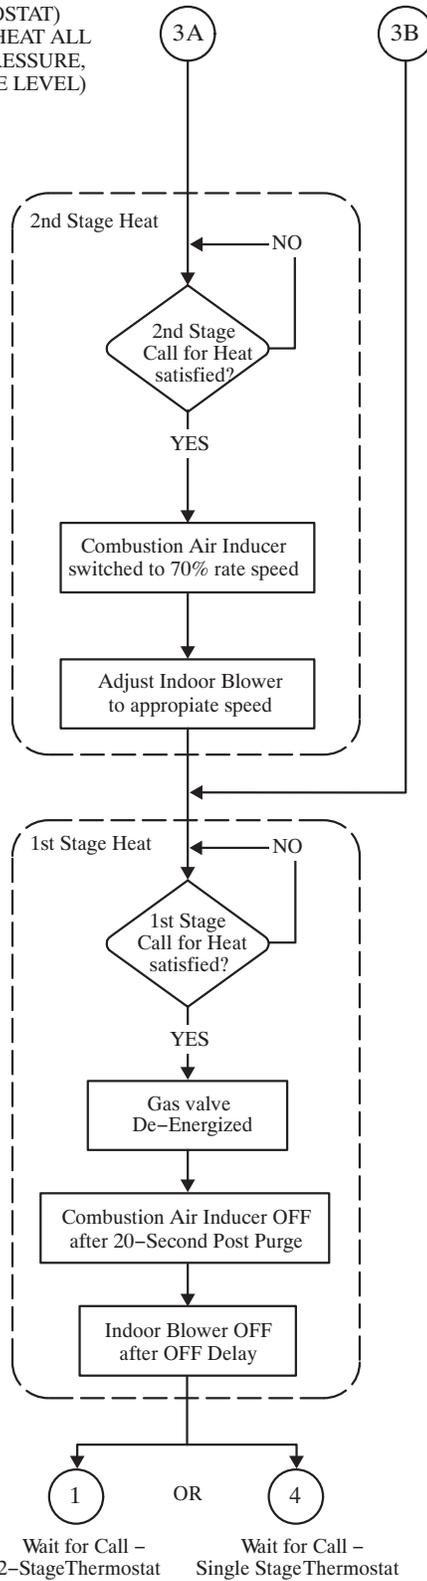 3A
3B
HEAT ALL
LEVEL)
2nd Stage Heat
NO
2nd Stage
Call for Heat
satisfied?
YES
Combustion Air Inducer
switched to 70% rate speed
Adjust Indoor Blower
to appropiate speed
1st Stage Heat
NO
1st Stage
Call for Heat
satisfied?
YES
Gas valve
De–Energized
Combustion Air Inducer OFF
after 20–Second Post Purge
Indoor Blower OFF
after OFF Delay
1
OR
4
Wait for Call –
2–StageThermostat
Wait for Call –
Single StageThermostat